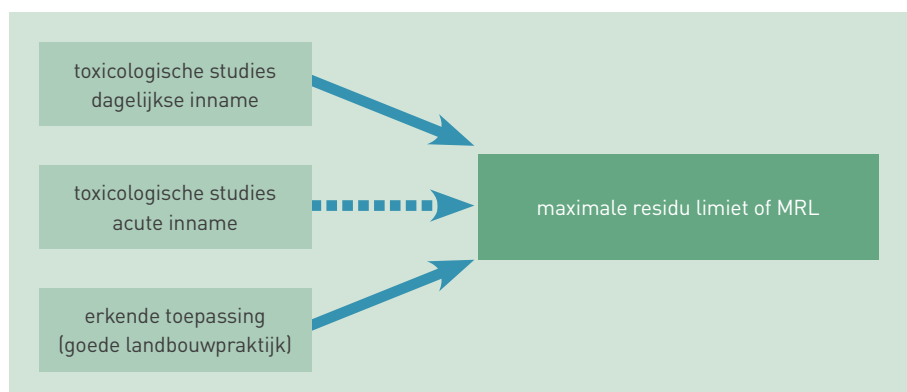 toxicologische studies
dagelijkse inname
toxicologische studies
acute inname
maximale residu limiet of MRL
erkende toepassing
(goede landbouwpraktijk)